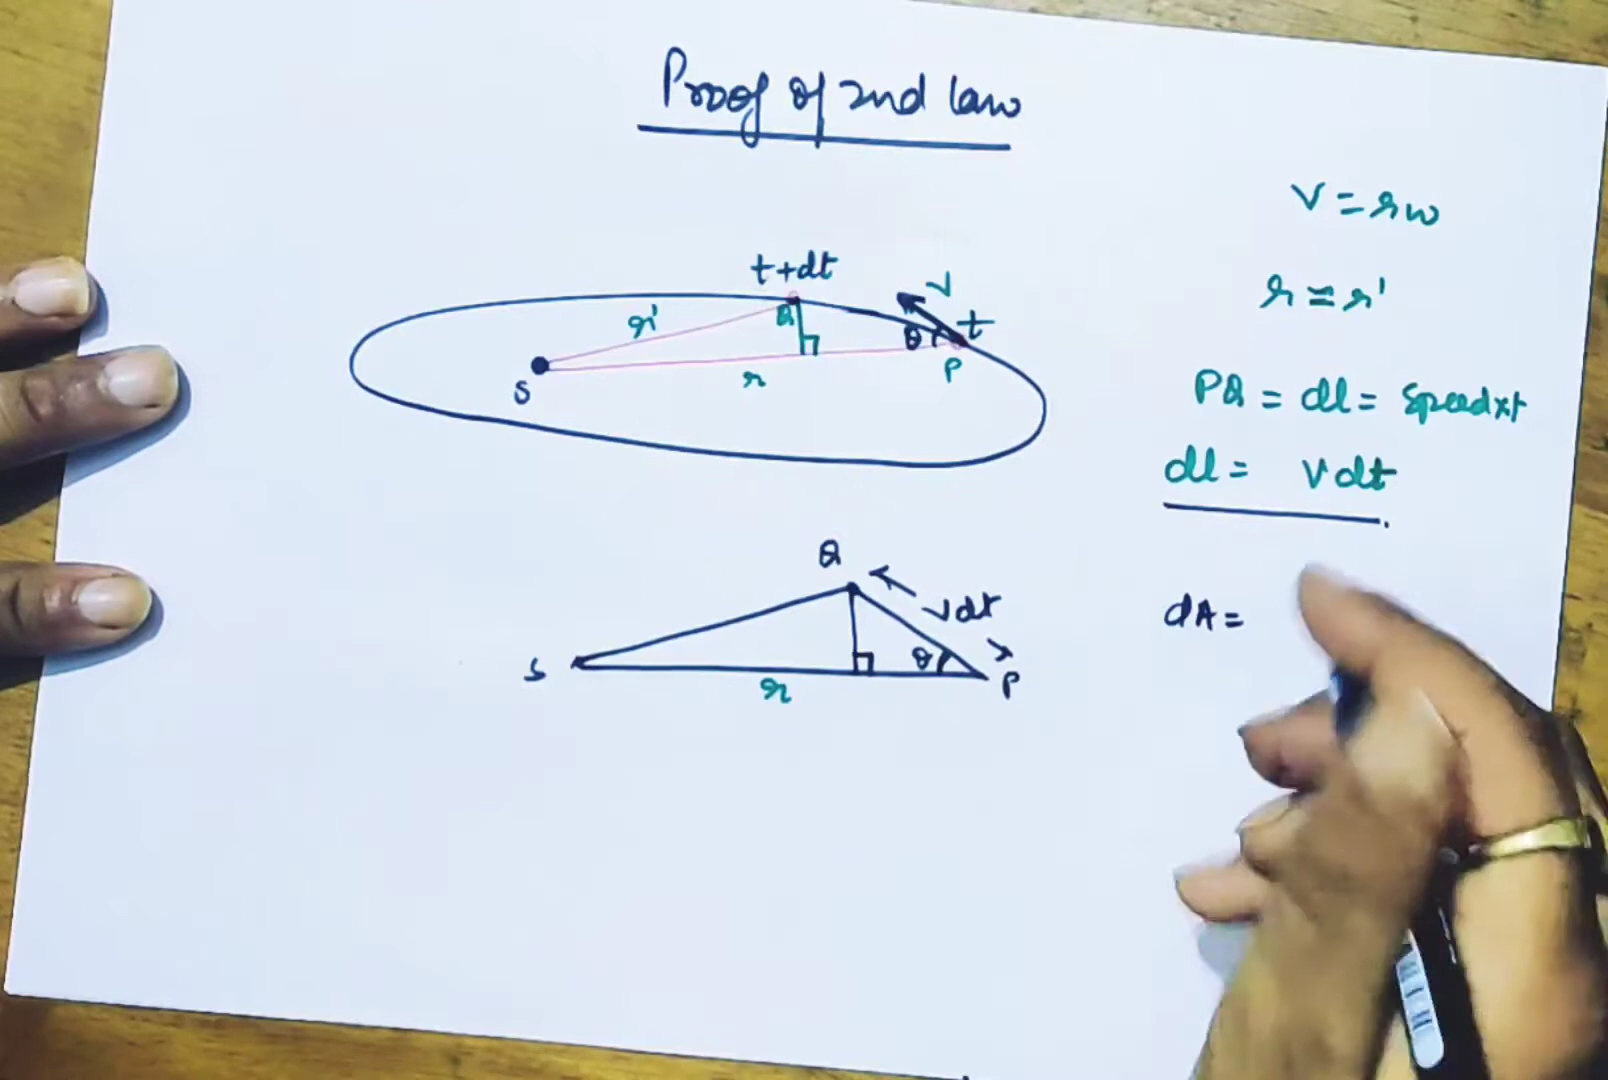 Proof of 2nd law
V = rω
t+dt
V
r'
Q
θ
t
r ≈ r'
S
r
P
PQ = dl = Speed×t
dl = Vdt
Q
Vdt
dA =
S
θ
r
P